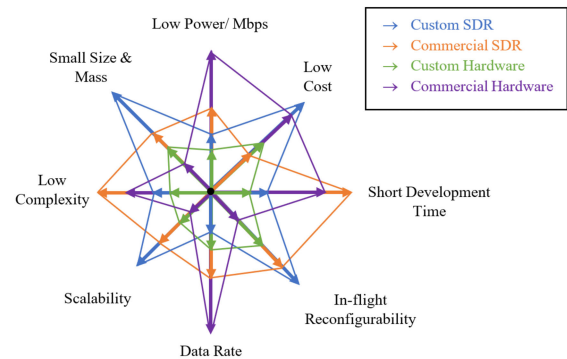 Low Power/ Mbps
Small Size &
Mass
Low
Cost
→ Custom SDR
→ Commercial SDR
→ Custom Hardware
→ Commercial Hardware
Low
Complexity
Short Development
Time
Scalability
In-flight
Reconfigurability
Data Rate